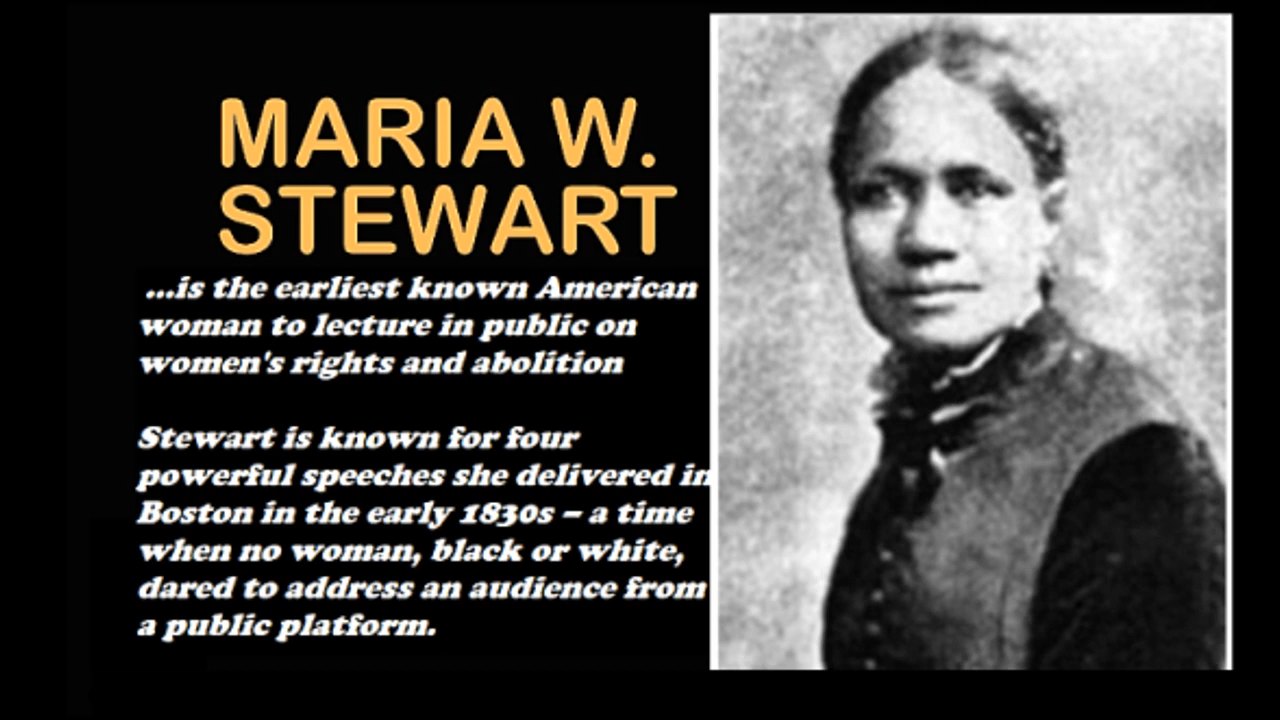 MARIA W.
STEWART
...is the earliest known American
woman to lecture in public on
women's rights and abolition
Stewart is known for four
powerful speeches she delivered in
Boston in the early 1830s – a time
when no woman, black or white,
dared to address an audience from
a public platform.